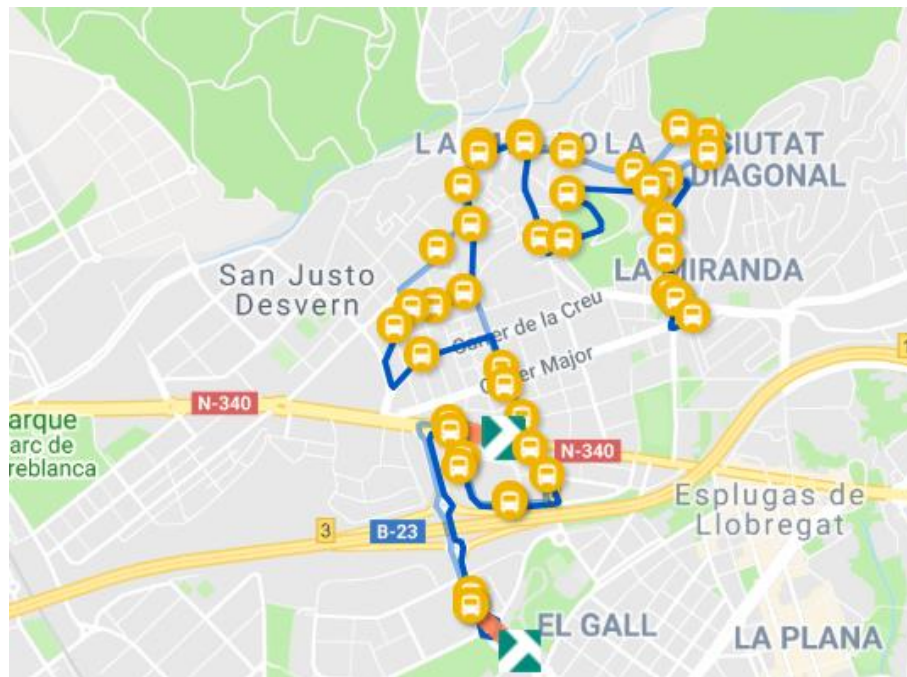 LA OLA
CIUTAT
DIAGONAL
San Justo
Desvern
LA MIRANDA
de la Creu
Major
N-340
arque
arc de
reblanca
N-340
Esplugas de
Llobregat
3
B-23
EL GALL
LA PLANA